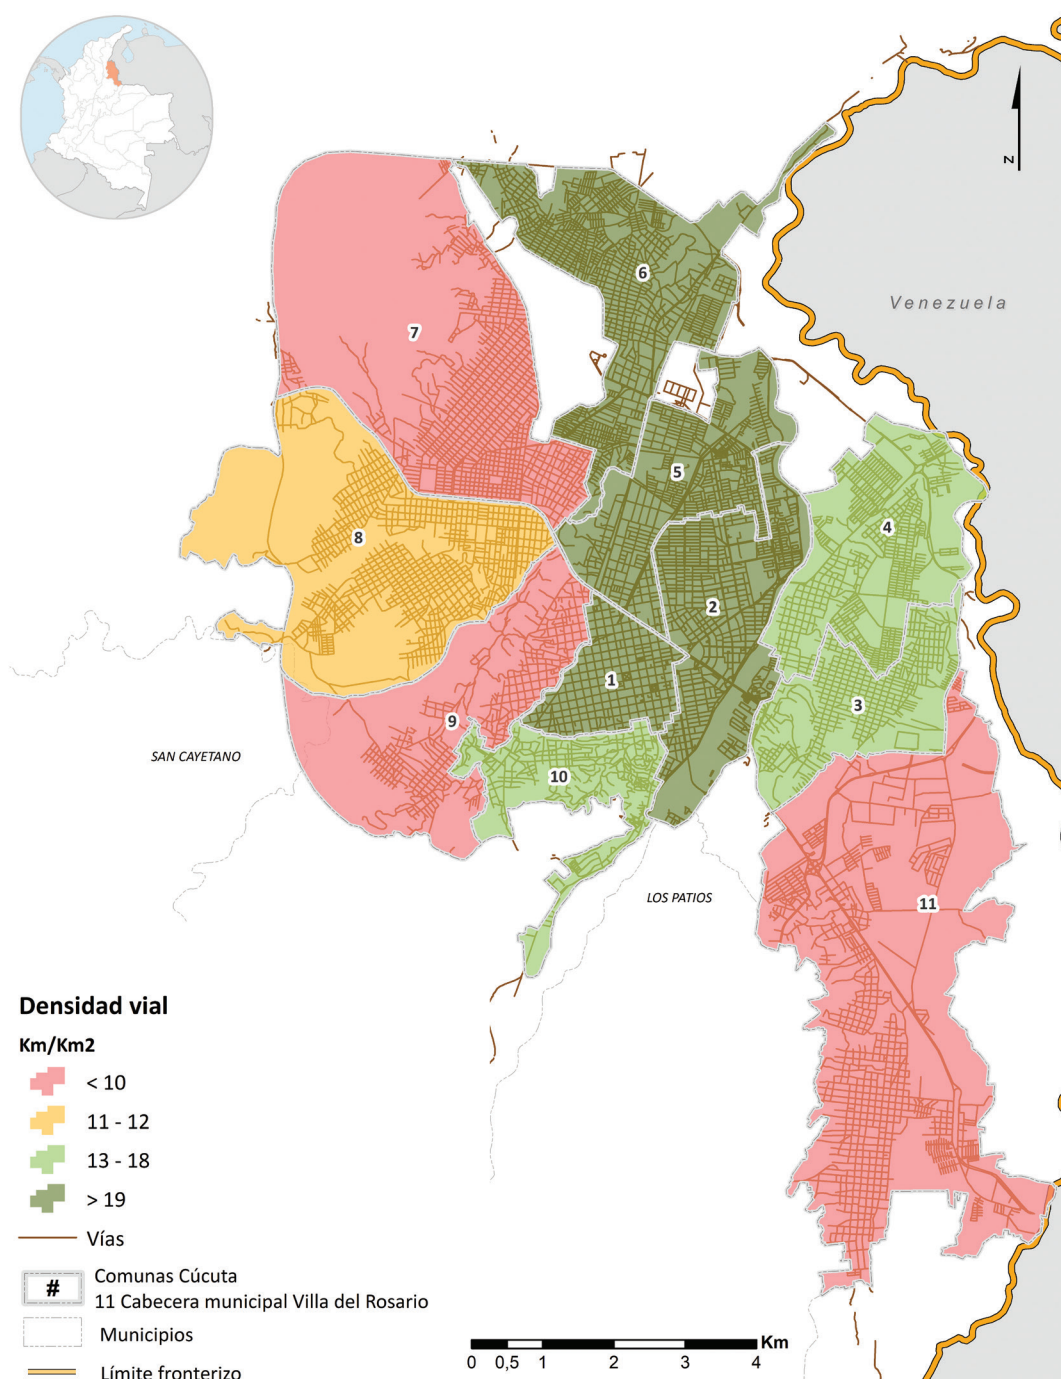 N
Venezuela
6
7
5
4
8
2
1
3
9
10
11
SAN CAYETANO
LOS PATIOS
Densidad vial
Km/Km2
< 10
11 - 12
13 - 18
> 19
Vías
# Comunas Cúcuta
11 Cabecera municipal Villa del Rosario
Municipios
Límite fronterizo
Km
0 0,5 1 2 3 4